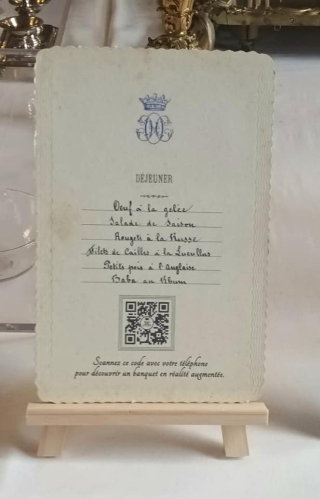 DÉJEUNER
Oeuf à la gelée
Salade de Saison
Rougets à la Russe
Filets de Cailles à la Lucullus
Petits pois à l'Anglaise
Baba au Rhum
Scannez ce code avec votre téléphone
pour découvrir un banquet en réalité augmentée.